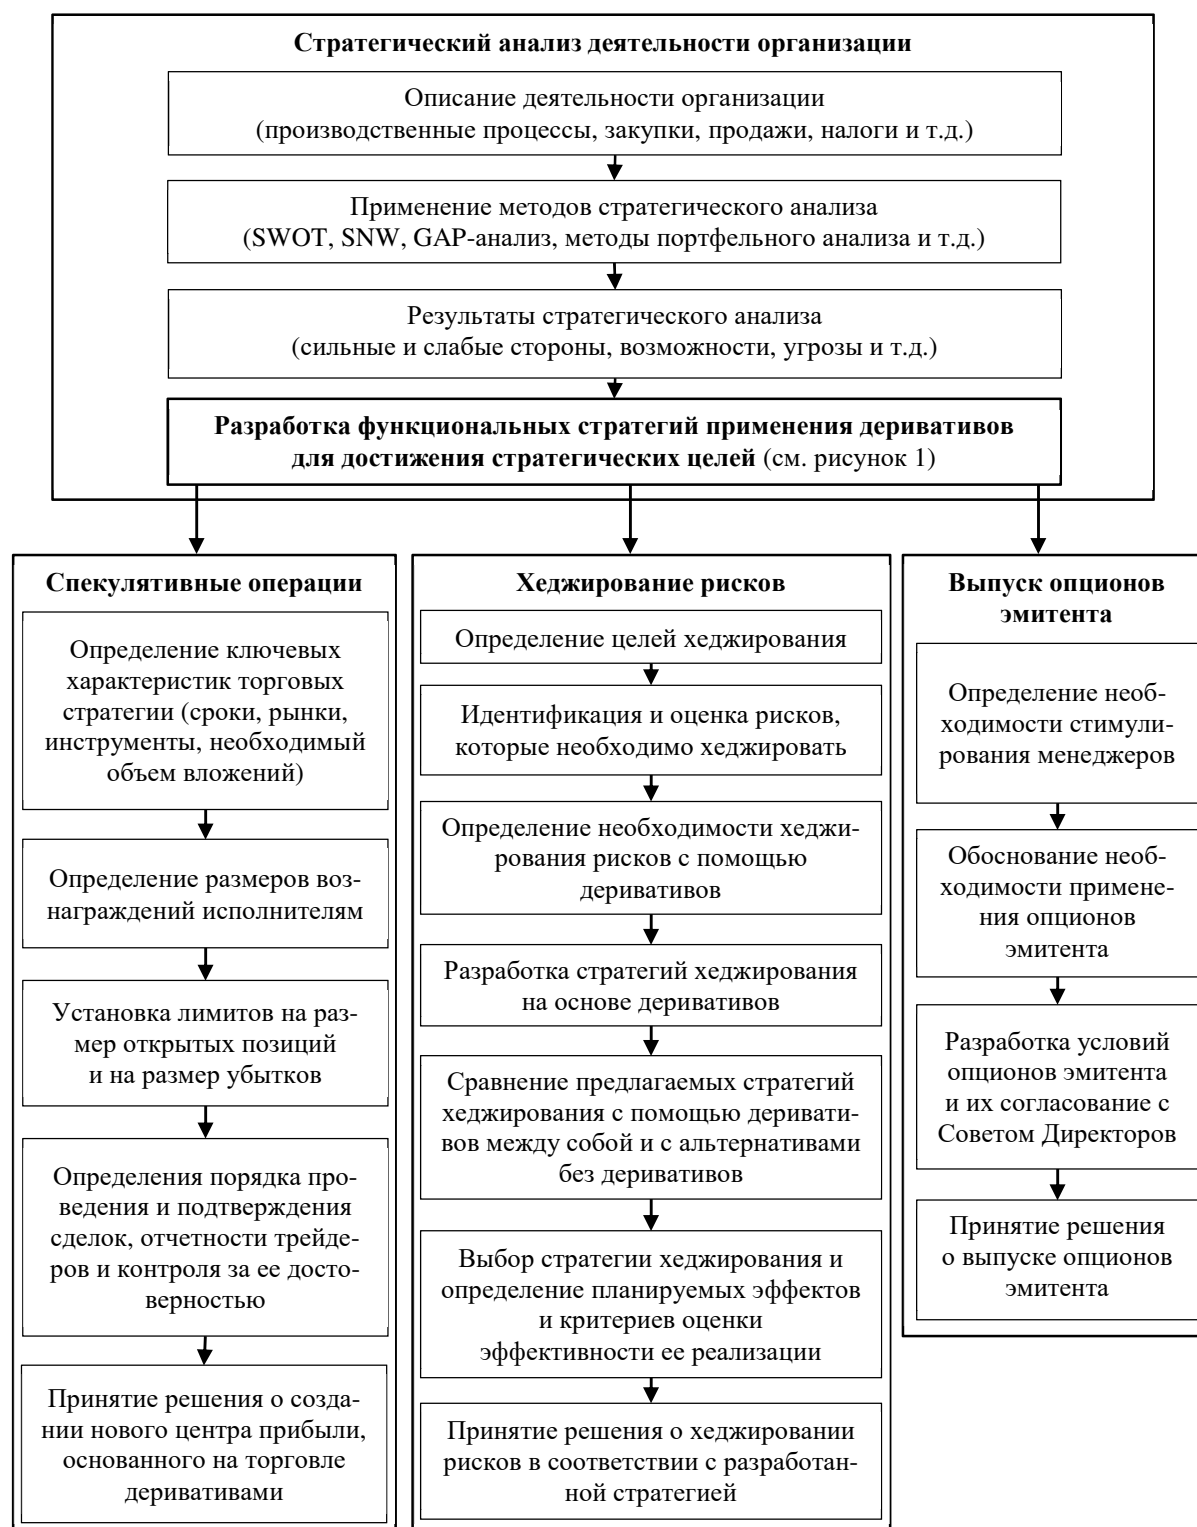 Стратегический анализ деятельности организации
Описание деятельности организации
(производственные процессы, закупки, продажи, налоги и т.д.)
Применение методов стратегического анализа
(SWOT, SNW, GAP-анализ, методы портфельного анализа и т.д.)
Результаты стратегического анализа
(сильные и слабые стороны, возможности, угрозы и т.д.)
Разработка функциональных стратегий применения деривативов
для достижения стратегических целей (см. рисунок 1)
Спекулятивные операции
Определение ключевых
характеристик торговых
стратегии (сроки, рынки,
инструменты, необходимый
объем вложений)
Определение размеров воз-
награждений исполнителям
Установка лимитов на раз-
мер открытых позиций
и на размер убытков
Определения порядка про-
ведения и подтверждения
сделок, отчетности трейде-
ров и контроля за ее досто-
верностью
Принятие решения о созда-
нии нового центра прибыли,
основанного на торговле
деривативами
Хеджирование рисков
Определение целей хеджирования
Идентификация и оценка рисков,
которые необходимо хеджировать
Определение необходимости хеджи-
рования рисков с помощью
деривативов
Разработка стратегий хеджирования
на основе деривативов
Сравнение предлагаемых стратегий
хеджирования с помощью деривати-
вов между собой и с альтернативами
без деривативов
Выбор стратегии хеджирования и
определение планируемых эффектов
и критериев оценки
эффективности ее реализации
Принятие решения о хеджировании
рисков в соответствии с разработан-
ной стратегией
Выпуск опционов
эмитента
Определение необ-
ходимости стимули-
рования менеджеров
Обоснование необ-
ходимости примене-
ния опционов
эмитента
Разработка условий
опционов эмитента
и их согласование с
Советом Директоров
Принятие решения
о выпуске опционов
эмитента